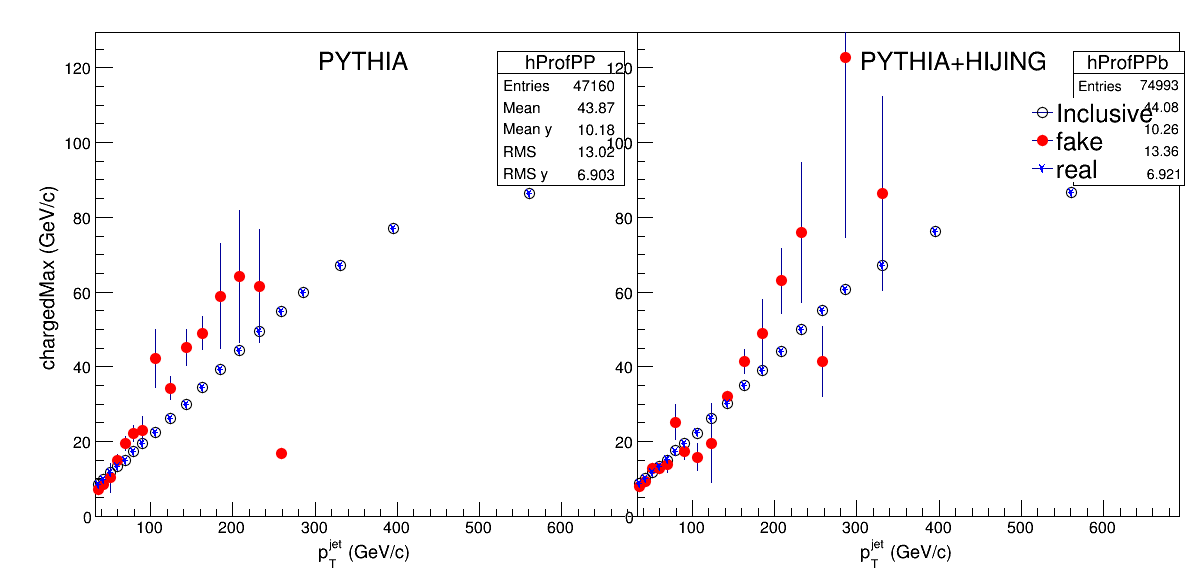 PYTHIA
hProfPP
Entries 47160
Mean 43.87
Mean y 10.18
RMS 13.02
RMS y 6.903
120
100
80
60
40
20
0
chargedMax (GeV/c)
100 200 300 400 500 600
p_T^jet (GeV/c)
PYTHIA+HIJING
hProfPPb
Entries 74993
44.08
10.26
13.36
6.921
Inclusive
fake
real
120
100
80
60
40
20
0
100 200 300 400 500 600
p_T^jet (GeV/c)